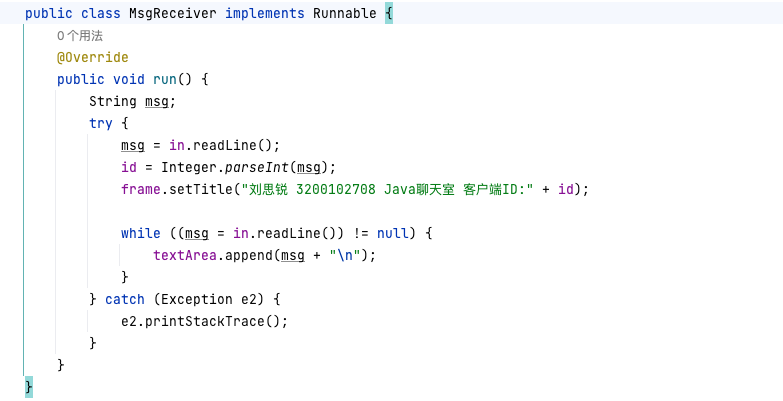 public class MsgReceiver implements Runnable {
0个用法
@Override
public void run() {
String msg;
try {
msg = in.readLine();
id = Integer.parseInt(msg);
frame.setTitle("刘思锐 3200102708 Java聊天室 客户端ID:" + id);
while ((msg = in.readLine()) != null) {
textArea.append(msg + "\n");
}
} catch (Exception e2) {
e2.printStackTrace();
}
}
}